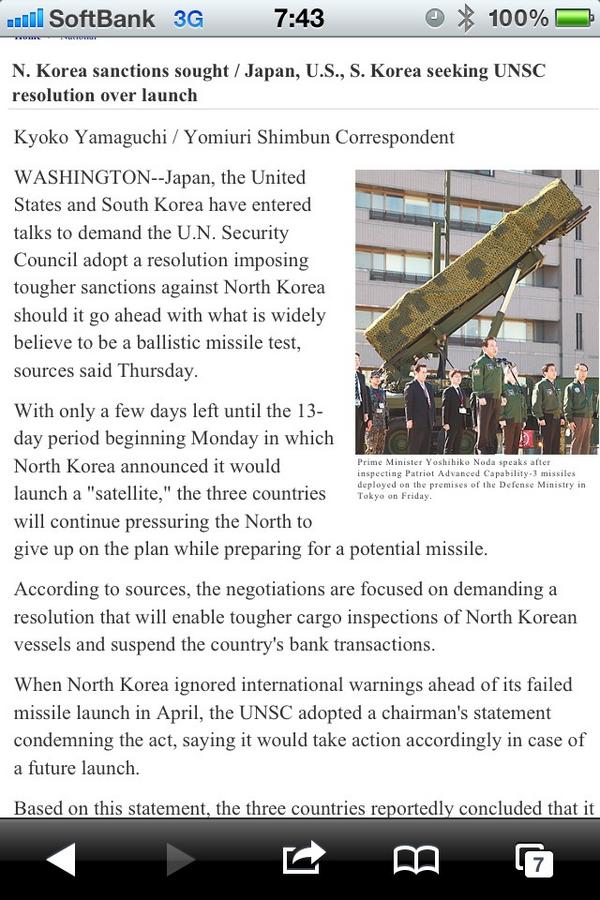 SoftBank 3G 7:43 100%
Home National
N. Korea sanctions sought / Japan, U.S., S. Korea seeking UNSC
resolution over launch
Kyoko Yamaguchi / Yomiuri Shimbun Correspondent
WASHINGTON--Japan, the United
States and South Korea have entered
talks to demand the U.N. Security
Council adopt a resolution imposing
tougher sanctions against North Korea
should it go ahead with what is widely
believe to be a ballistic missile test,
sources said Thursday.
Prime Minister Yoshihiko Noda speaks after
inspecting Patriot Advanced Capability-3 missiles
deployed on the premises of the Defense Ministry in
Tokyo on Friday.
With only a few days left until the 13-
day period beginning Monday in which
North Korea announced it would
launch a "satellite," the three countries
will continue pressuring the North to
give up on the plan while preparing for a potential missile.
According to sources, the negotiations are focused on demanding a
resolution that will enable tougher cargo inspections of North Korean
vessels and suspend the country's bank transactions.
When North Korea ignored international warnings ahead of its failed
missile launch in April, the UNSC adopted a chairman's statement
condemning the act, saying it would take action accordingly in case of
a future launch.
Based on this statement, the three countries reportedly concluded that it
7